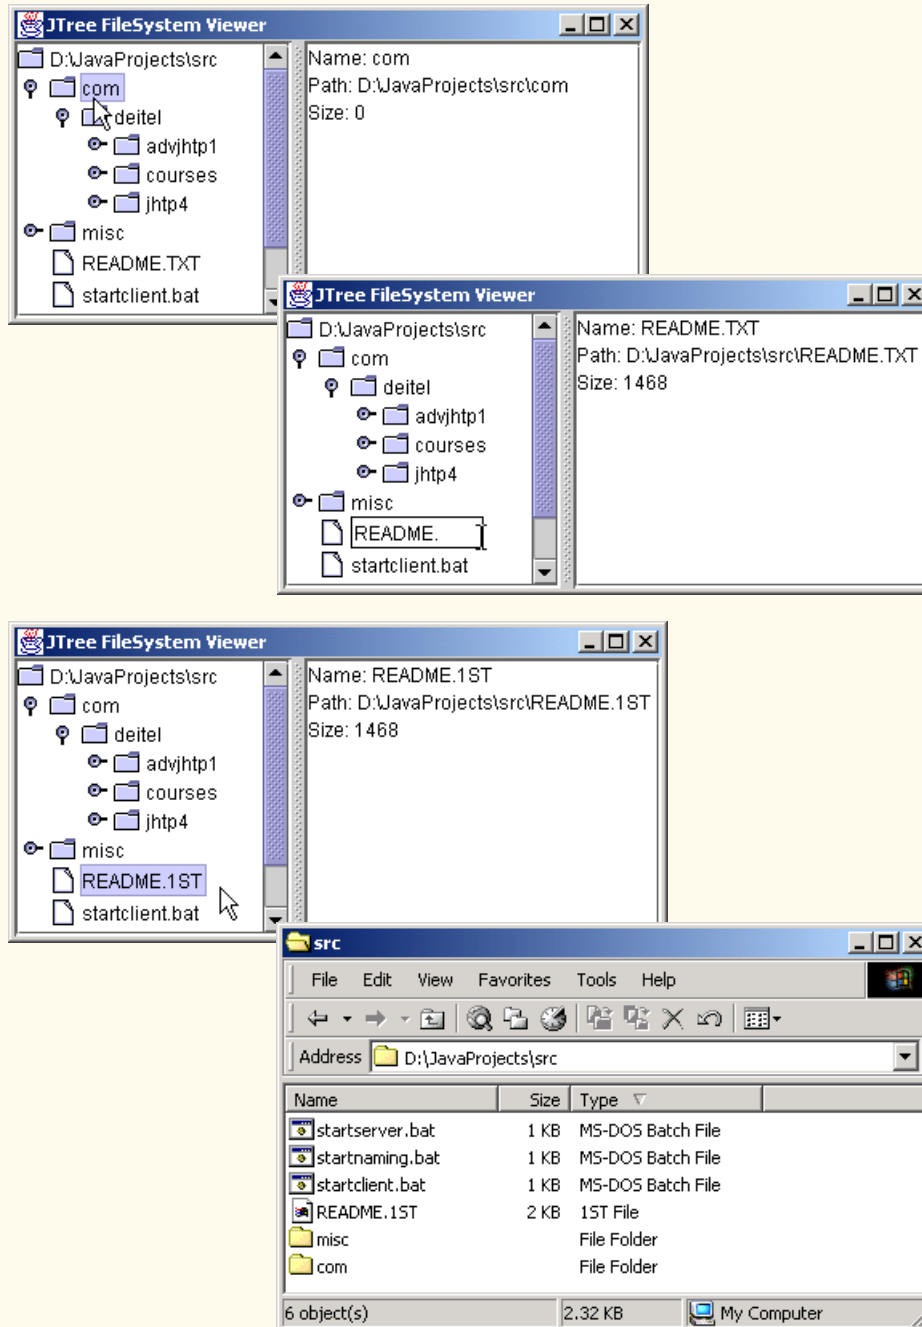 JTree FileSystem Viewer
D:\JavaProjects\src
com
deitel
advjhtp1
courses
jhtp4
misc
README.TXT
startclient.bat
Name: com
Path: D:\JavaProjects\src\com
Size: 0
JTree FileSystem Viewer
D:\JavaProjects\src
com
deitel
advjhtp1
courses
jhtp4
misc
README.
startclient.bat
Name: README.TXT
Path: D:\JavaProjects\src\README.TXT
Size: 1468
JTree FileSystem Viewer
D:\JavaProjects\src
com
deitel
advjhtp1
courses
jhtp4
misc
README.1ST
startclient.bat
Name: README.1ST
Path: D:\JavaProjects\src\README.1ST
Size: 1468
src
File Edit View Favorites Tools Help
Address D:\JavaProjects\src
Name Size Type
startserver.bat 1 KB MS-DOS Batch File
startnaming.bat 1 KB MS-DOS Batch File
startclient.bat 1 KB MS-DOS Batch File
README.1ST 2 KB 1ST File
misc File Folder
com File Folder
6 object(s) 2.32 KB My Computer